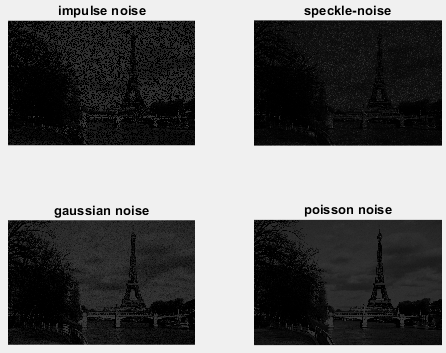 impulse noise
speckle-noise
gaussian noise
poisson noise